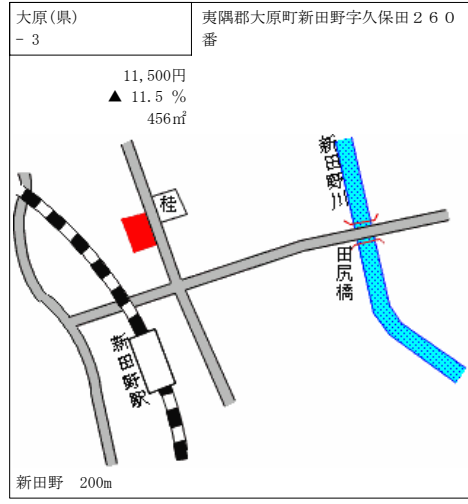 大原(県)
- 3
夷隅郡大原町新田野字久保田２６０
番
11,500円
▲ 11.5 %
456㎡
新田野川
荘
田尻橋
新田野駅
新田野 200m